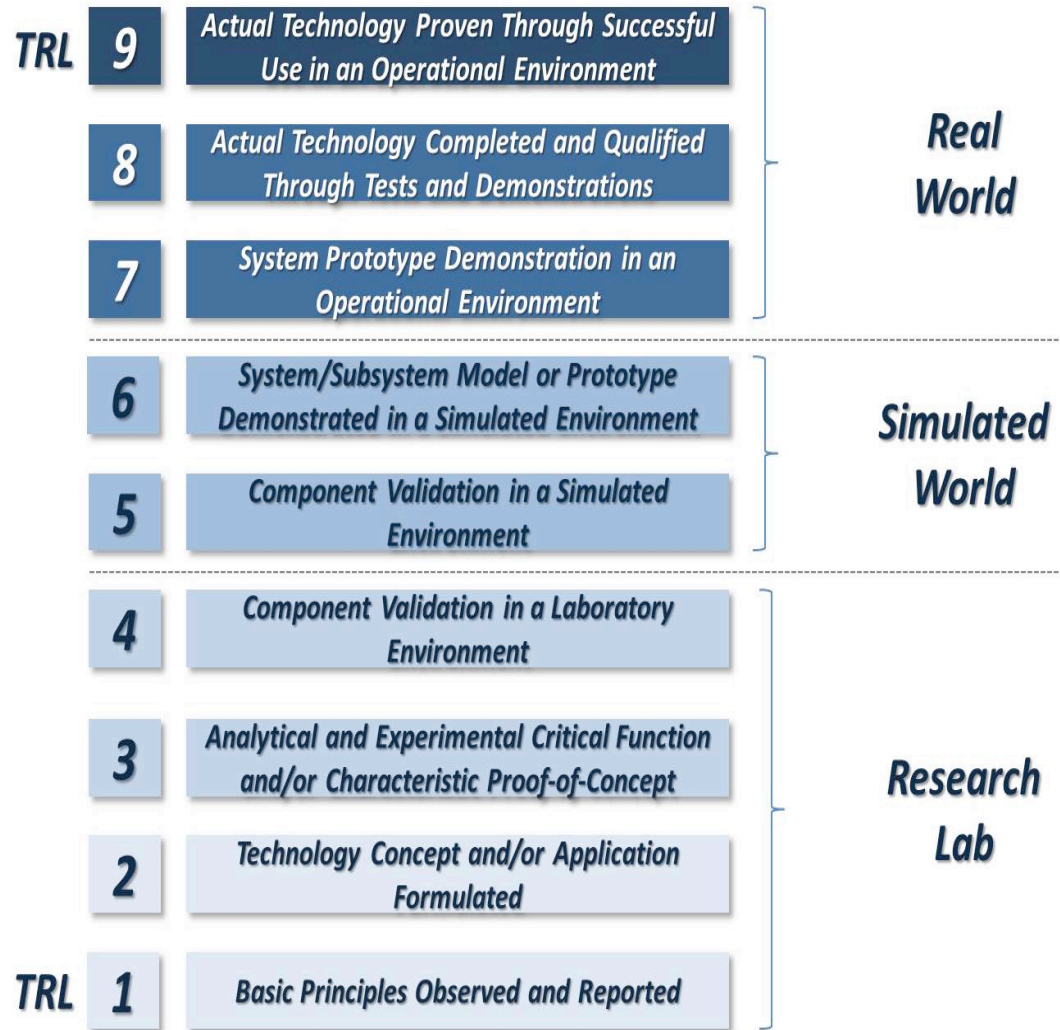 TRL 9 Actual Technology Proven Through Successful
Use in an Operational Environment
8 Actual Technology Completed and Qualified
Through Tests and Demonstrations
Real
World
7 System Prototype Demonstration in an
Operational Environment
6 System/Subsystem Model or Prototype
Demonstrated in a Simulated Environment
Simulated
World
5 Component Validation in a Simulated
Environment
4 Component Validation in a Laboratory
Environment
3 Analytical and Experimental Critical Function
and/or Characteristic Proof-of-Concept
Research
Lab
2 Technology Concept and/or Application
Formulated
TRL 1 Basic Principles Observed and Reported